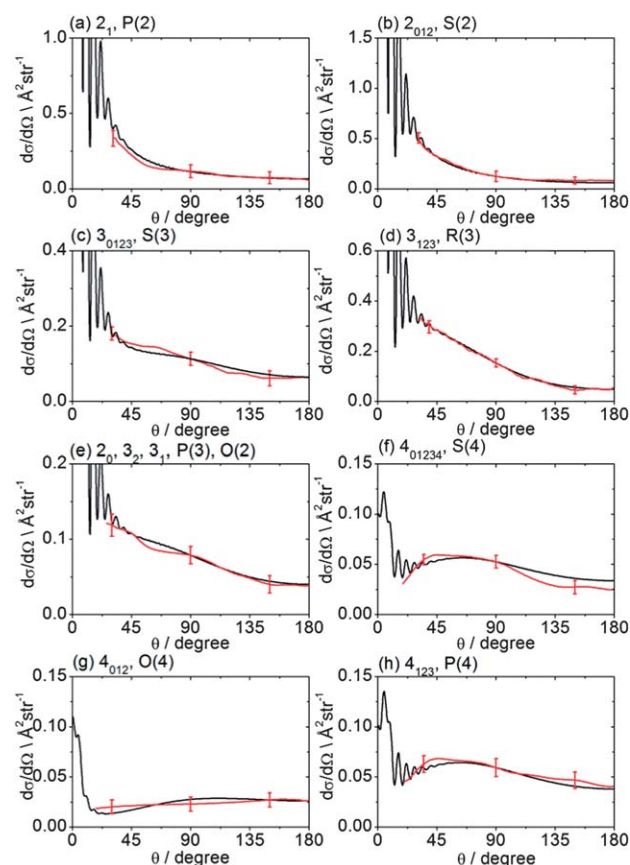 (a) 2₁, P(2)
1.0
0.5
0.0
dσ/dΩ \ Å²str⁻¹
0 45 90 135 180
θ / degree
(b) 2₀₁₂, S(2)
1.5
1.0
0.5
0.0
dσ/dΩ \ Å²str⁻¹
0 45 90 135 180
θ / degree
(c) 3₀₁₂₃, S(3)
0.4
0.2
0.0
dσ/dΩ \ Å²str⁻¹
0 45 90 135 180
θ / degree
(d) 3₁₂₃, R(3)
0.6
0.4
0.2
0.0
dσ/dΩ \ Å²str⁻¹
0 45 90 135 180
θ / degree
(e) 2₀, 3₂, 3₁, P(3), O(2)
0.2
0.1
0.0
dσ/dΩ \ Å²str⁻¹
0 45 90 135 180
θ / degree
(f) 4₀₁₂₃₄, S(4)
0.15
0.10
0.05
0.00
dσ/dΩ \ Å²str⁻¹
0 45 90 135 180
θ / degree
(g) 4₀₁₂, O(4)
0.15
0.10
0.05
0.00
dσ/dΩ \ Å²str⁻¹
0 45 90 135 180
θ / degree
(h) 4₁₂₃, P(4)
0.15
0.10
0.05
0.00
dσ/dΩ \ Å²str⁻¹
0 45 90 135 180
θ / degree